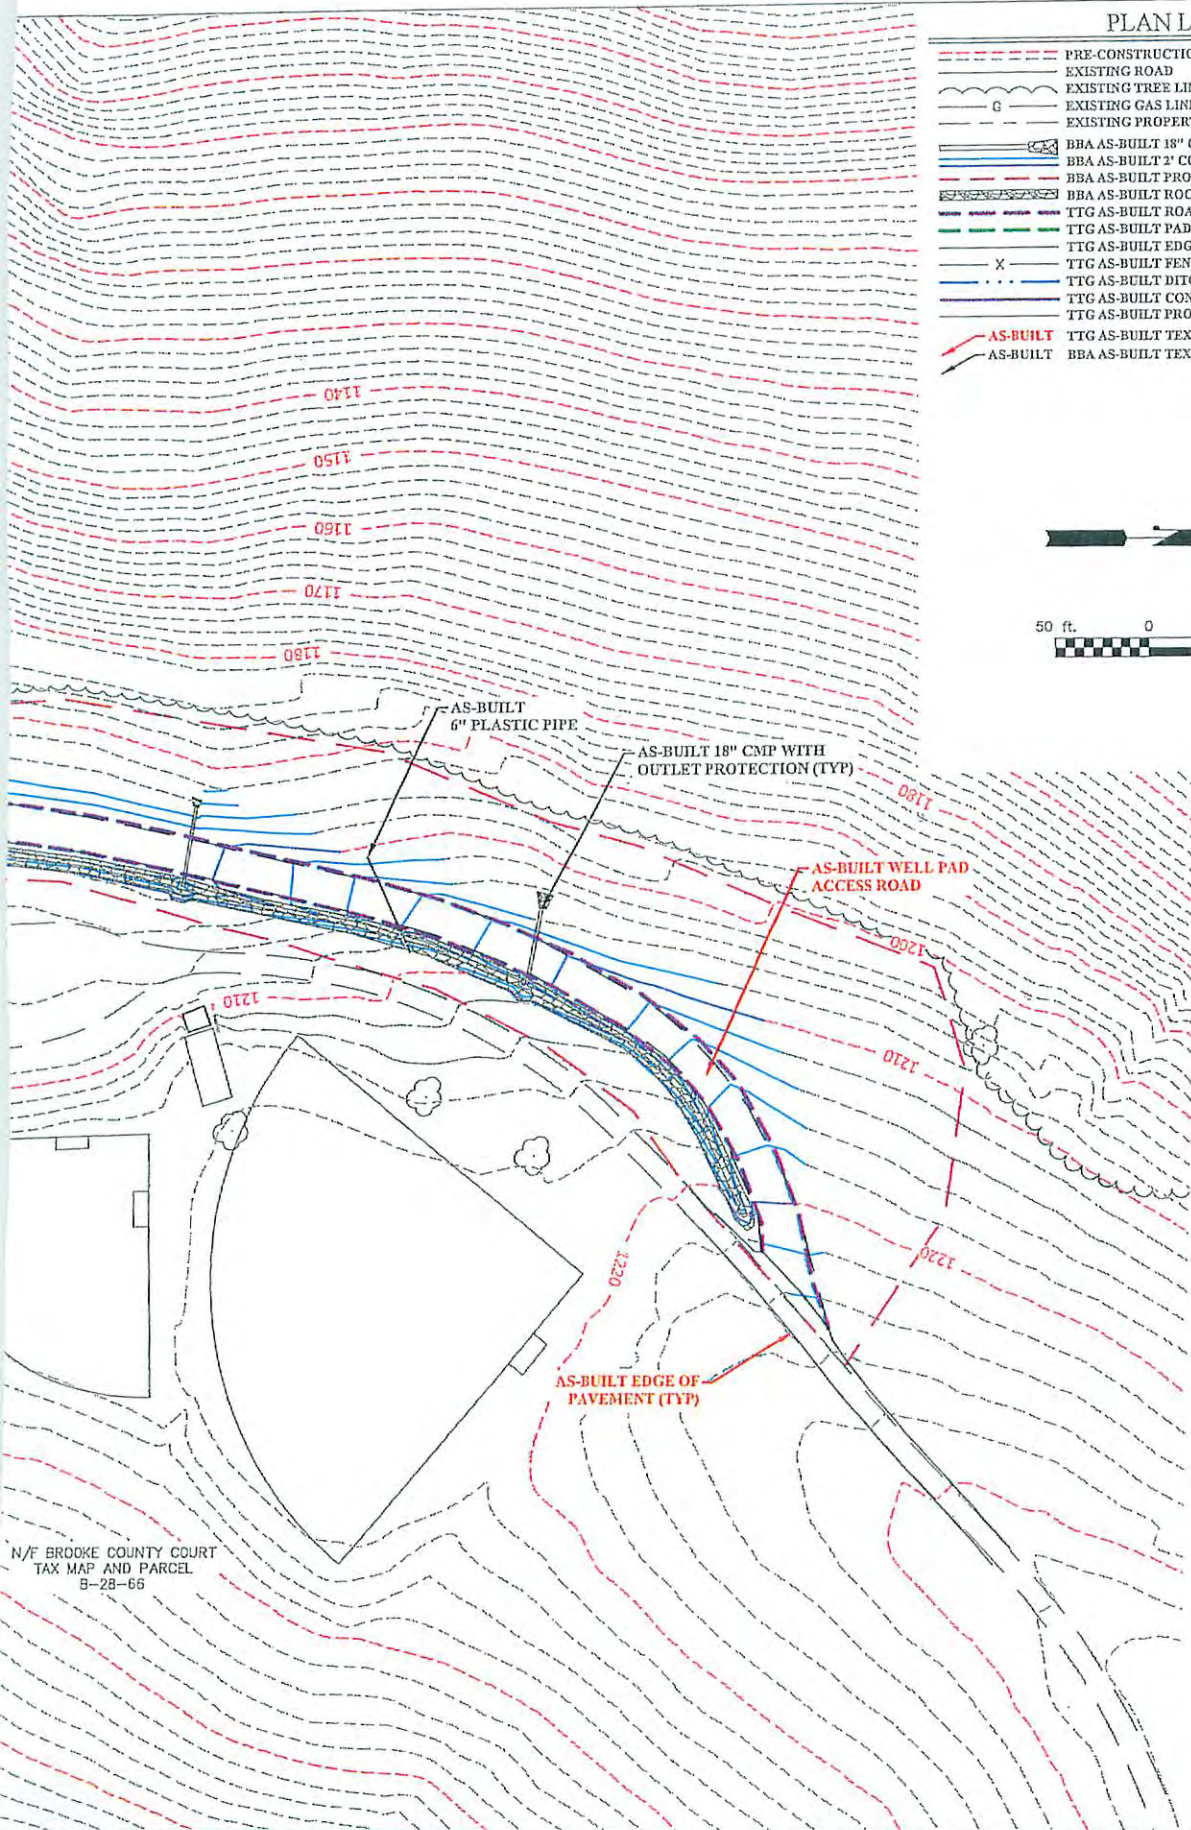 PLAN L
PRE-CONSTRUCTIO
EXISTING ROAD
EXISTING TREE LI
G
EXISTING GAS LIN
EXISTING PROPER
BBA AS-BUILT 18"
BBA AS-BUILT 2' CO
BBA AS-BUILT PRO
BBA AS-BUILT ROC
TTG AS-BUILT ROA
TTG AS-BUILT PAD
TTG AS-BUILT EDG
X
TTG AS-BUILT FEN
TTG AS-BUILT DIT
TTG AS-BUILT CON
TTG AS-BUILT PRO
AS-BUILT TTG AS-BUILT TEX
AS-BUILT BBA AS-BUILT TEX
1140
1150
1160
1170
1180
50 ft. 0
AS-BUILT
6" PLASTIC PIPE
AS-BUILT 18" CMP WITH
OUTLET PROTECTION (TYP)
1180
AS-BUILT WELL PAD
ACCESS ROAD
1200
1210
1210
1220
1220
AS-BUILT EDGE OF
PAVEMENT (TYP)
N/F BROOKE COUNTY COURT
TAX MAP AND PARCEL
B-28-66